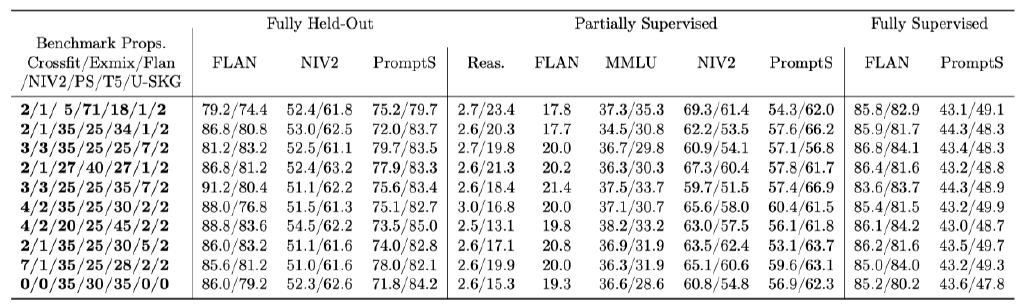 Fully Held-Out Partially Supervised Fully Supervised
Benchmark Props.
Crossfit/Exmix/Flan FLAN NIV2 PromptS Reas. FLAN MMLU NIV2 PromptS FLAN PromptS
/NIV2/PS/T5/U-SKG
2/1/ 5/71/18/1/2 79.2/74.4 52.4/61.8 75.2/79.7 2.7/23.4 17.8 37.3/35.3 69.3/61.4 54.3/62.0 85.8/82.9 43.1/49.1
2/1/35/25/34/1/2 86.8/80.8 53.0/62.5 72.0/83.7 2.6/20.3 17.7 34.5/30.8 62.2/53.5 57.6/66.2 85.9/81.7 44.3/48.3
3/3/35/25/25/7/2 81.2/83.2 52.5/61.1 79.7/83.5 2.7/19.8 20.0 36.7/29.8 60.9/54.1 57.1/56.8 86.8/84.1 43.4/48.3
2/1/27/40/27/1/2 86.8/81.2 52.4/63.2 77.9/83.3 2.6/21.3 20.2 36.3/30.3 67.3/60.4 57.8/61.7 86.4/81.6 43.2/48.8
3/3/25/25/35/7/2 91.2/80.4 51.1/62.2 75.6/83.4 2.6/18.4 21.4 37.5/33.7 59.7/51.5 57.4/66.9 83.6/83.7 44.3/48.9
4/2/35/25/30/2/2 88.0/76.8 51.5/61.3 75.1/82.7 3.0/16.8 20.0 37.1/30.7 65.6/58.0 60.4/61.5 85.4/81.5 43.2/49.9
4/2/20/25/45/2/2 88.8/83.6 54.5/62.2 73.5/85.0 2.5/13.1 19.8 38.2/33.2 63.0/57.5 56.1/61.8 86.1/84.2 43.0/48.7
2/1/35/25/30/5/2 86.0/83.2 51.1/61.6 74.0/82.8 2.6/17.1 20.8 36.9/31.9 63.5/62.4 53.1/63.7 86.2/81.6 43.5/49.7
7/1/35/25/28/2/2 85.6/81.2 51.0/61.6 78.0/82.1 2.6/19.9 20.0 36.3/31.9 65.1/60.6 59.6/63.1 85.0/84.0 43.2/49.3
0/0/35/30/35/0/0 86.0/79.2 52.3/62.6 71.8/84.2 2.6/15.3 19.3 36.6/28.6 60.8/54.8 56.9/62.3 85.2/80.2 43.6/47.8